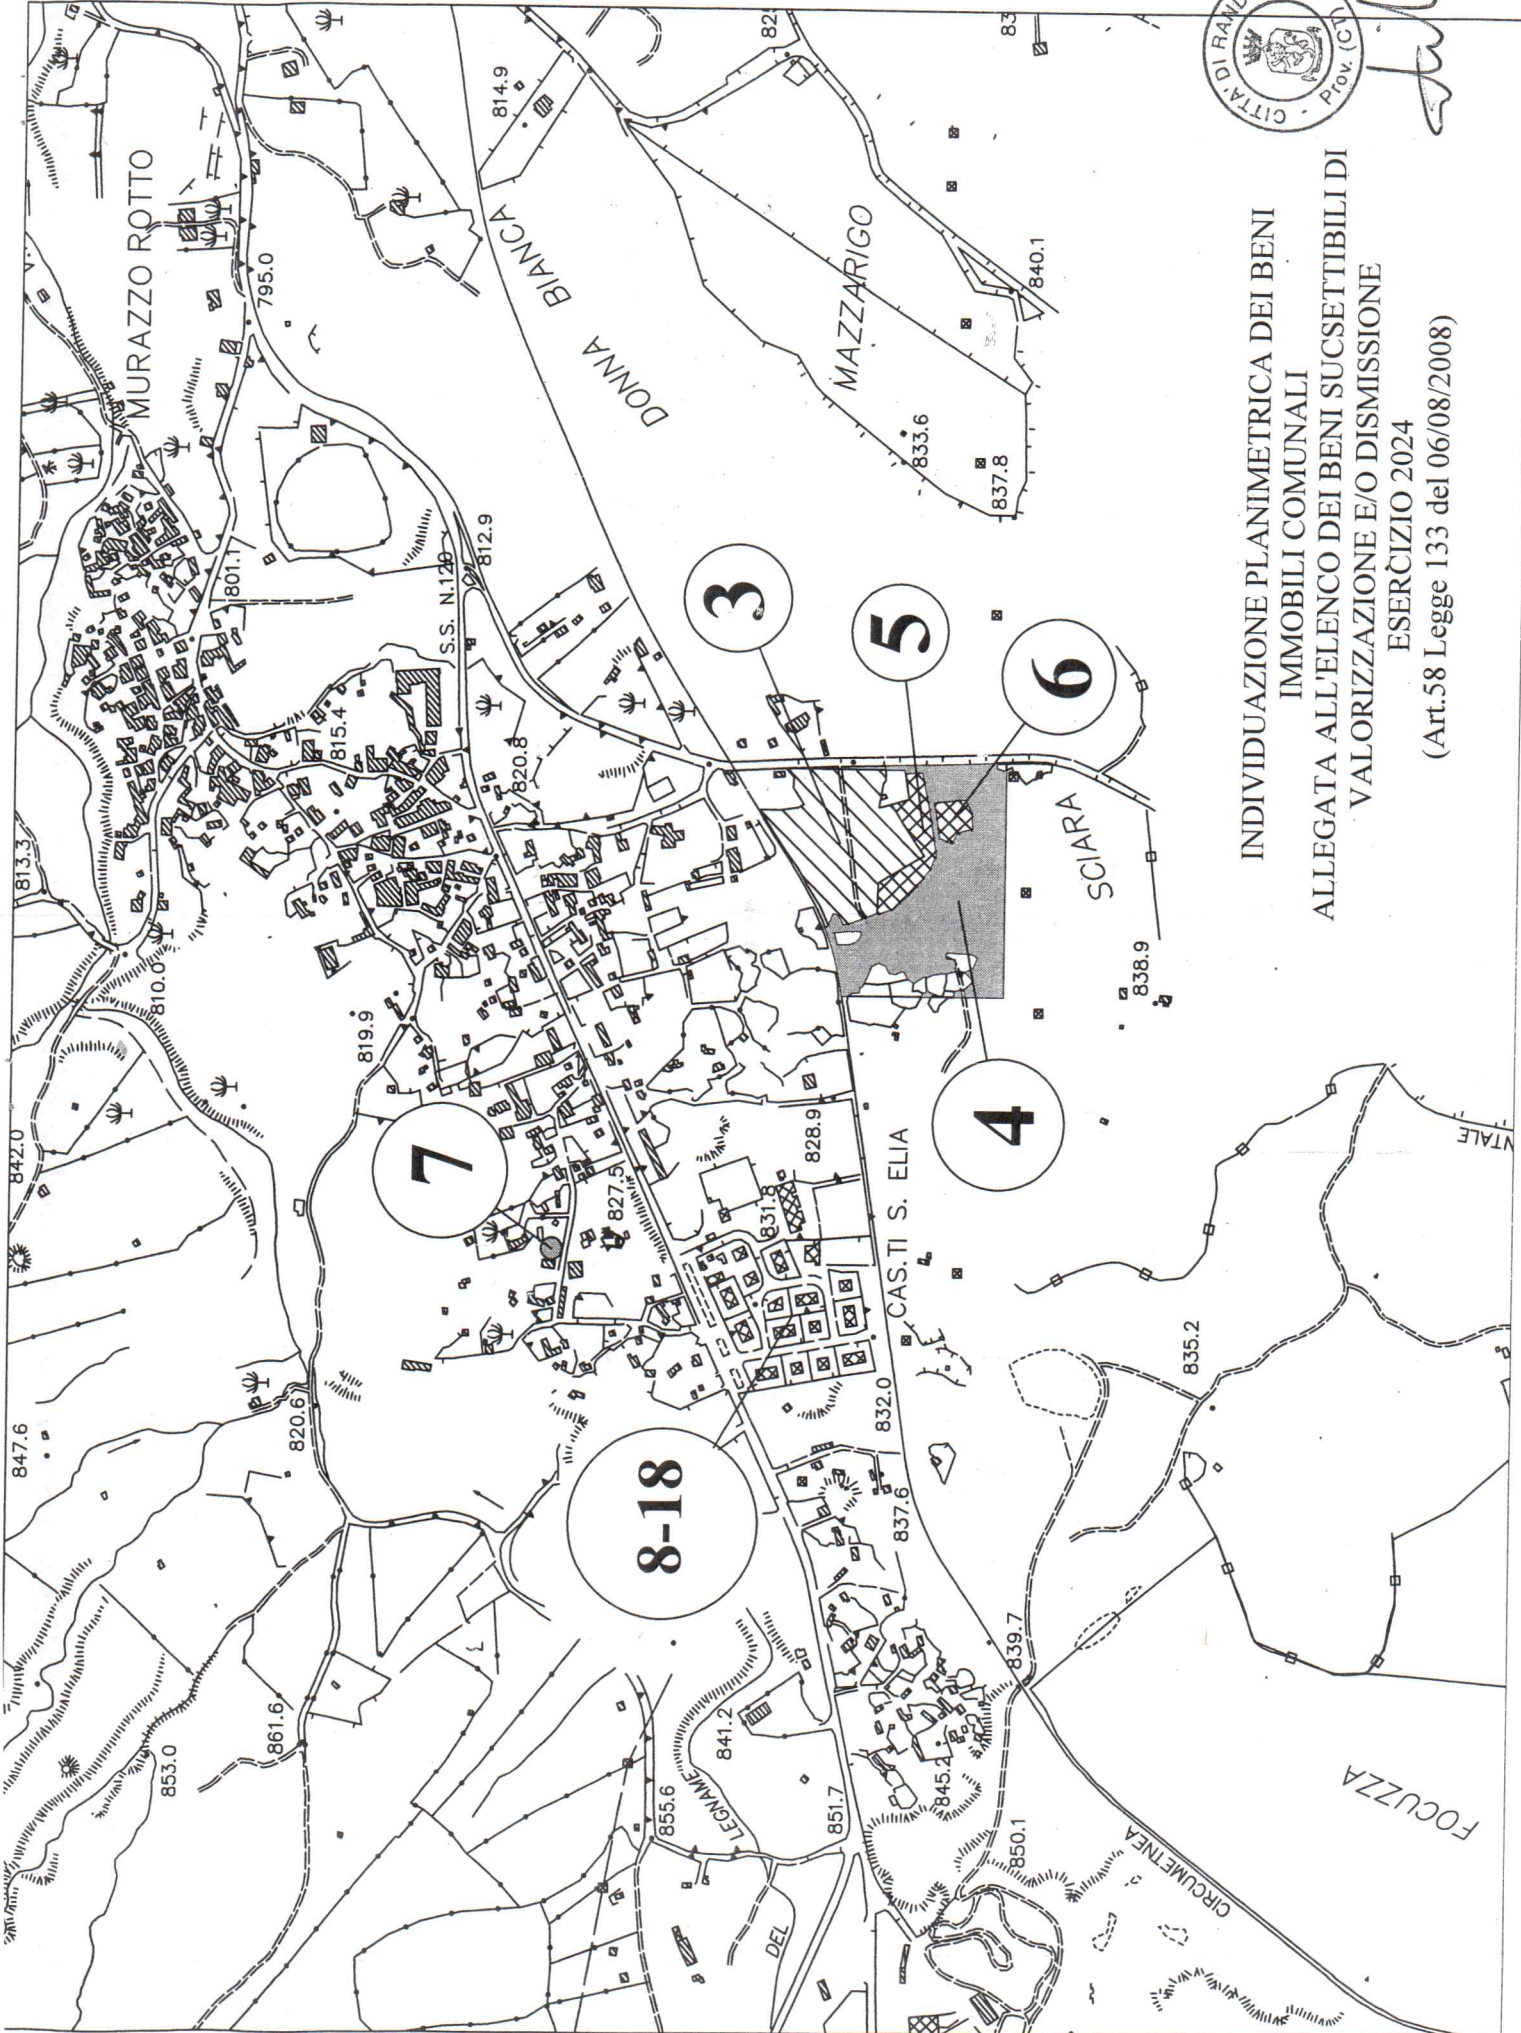 INDIVIDUAZIONE PLANIMETRICA DEI BENI
IMMOBILI COMUNALI
ALLEGATA ALL'ELENCO DEI BENI SUCSETTIBILI DI
VALORIZZAZIONE E/O DISMISSIONE
ESERCIZIO 2024
(Art.58 Legge 133 del 06/08/2008)
CITTA' DI
Prov. (CT)
MURAZZO ROTTO
795.0
814.9
DONNA BIANCA
MAZZARIGO
840.1
833.6
837.8
S.S. N.120
812.9
801.1
815.4
820.8
813.3
810.0
819.9
842.0
847.6
820.6
827.5
828.9
831.8
832.0
CAS.TI S. ELIA
SCIARA
838.9
835.2
837.6
839.7
861.6
853.0
855.6
841.2
DEL LEGNAME
851.7
845.2
850.1
CIRCUMETNEA
FOCUZZA
NTALE
3
5
6
4
7
8-18